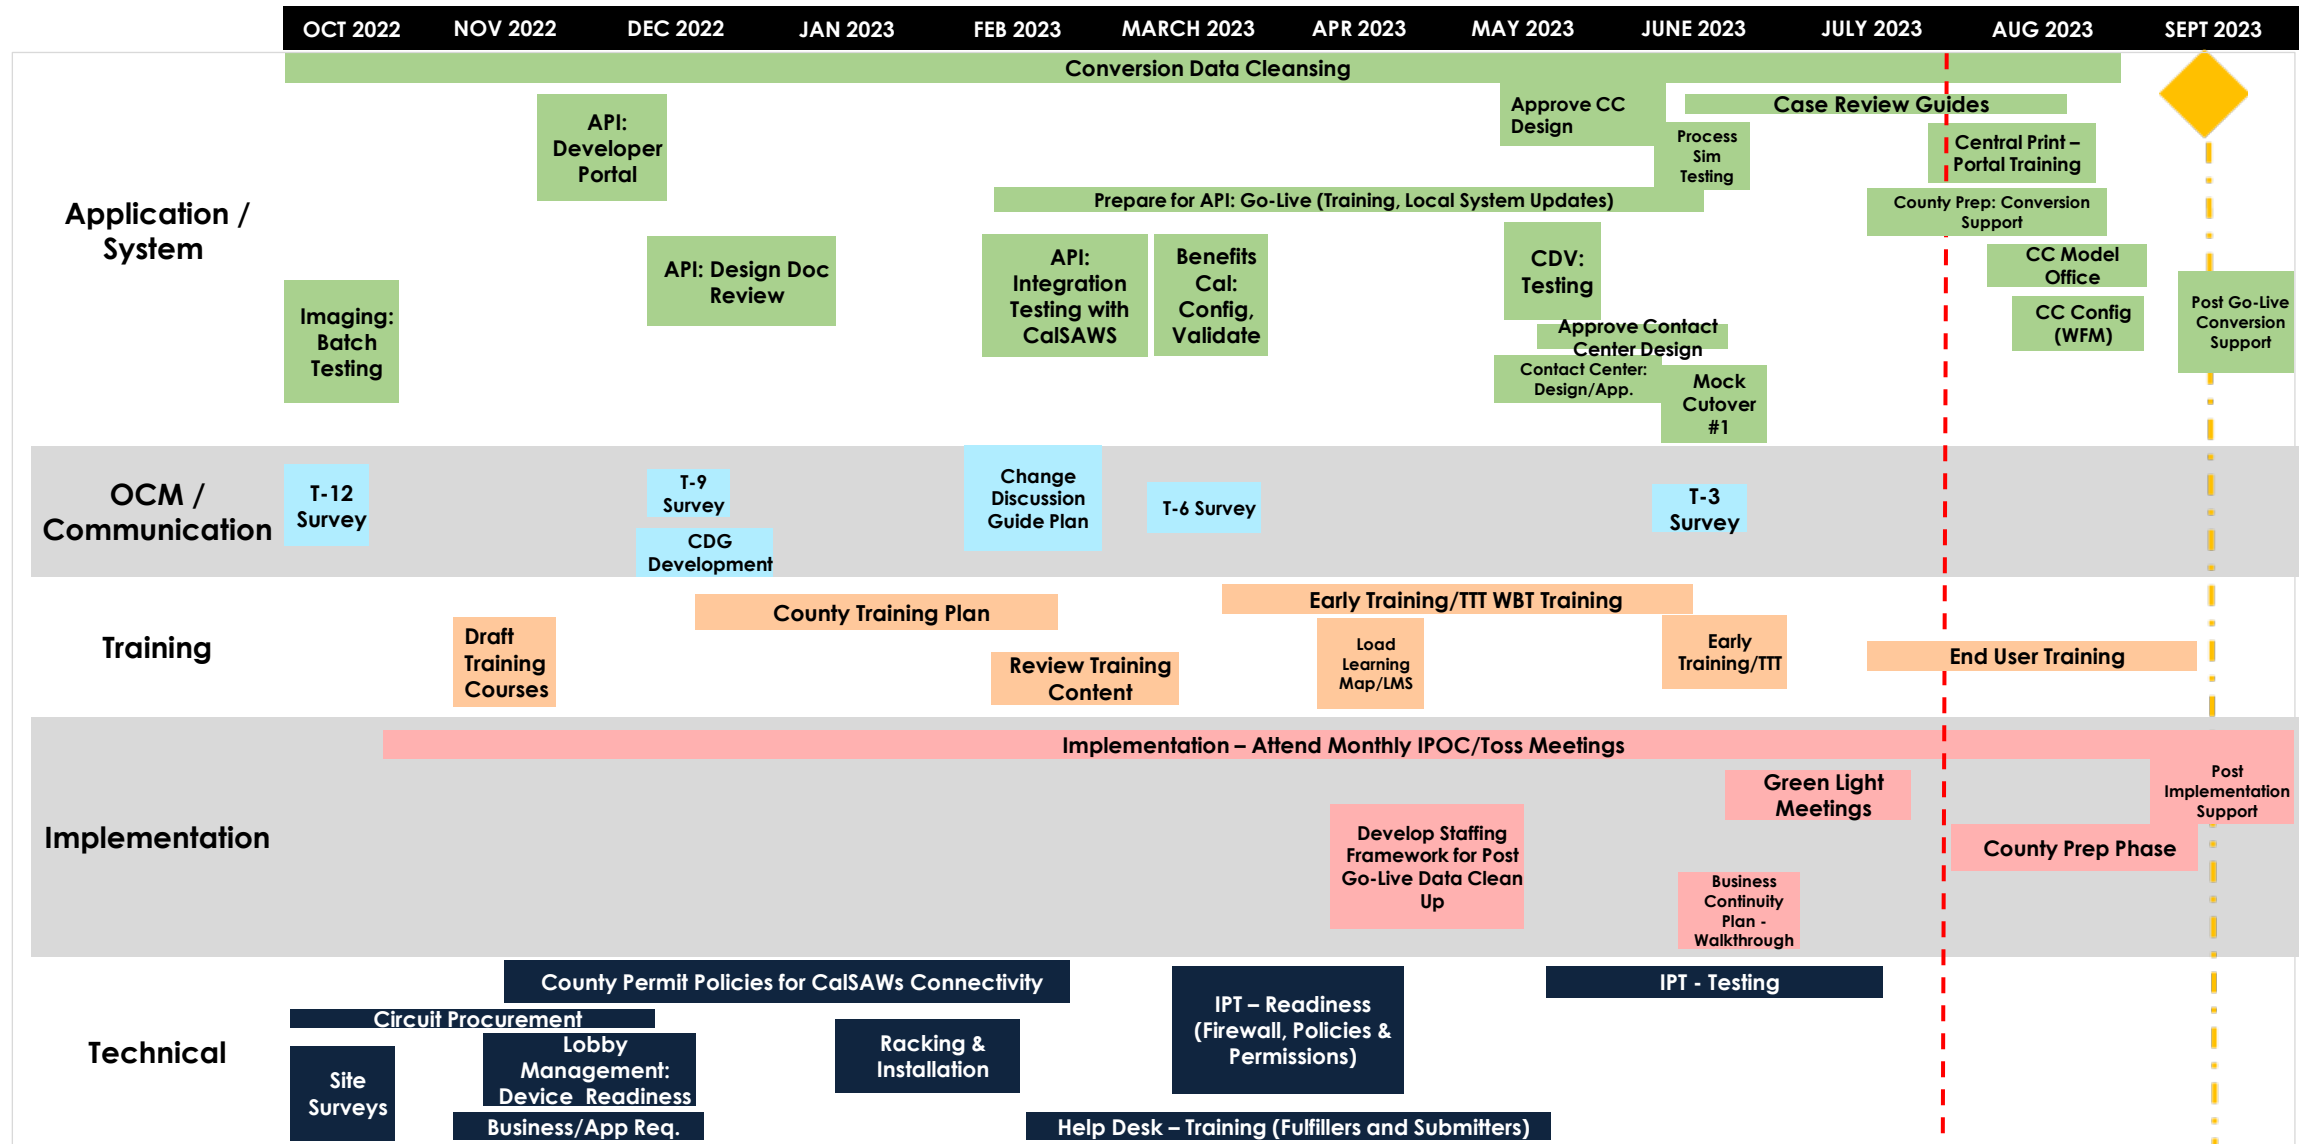 OCT 2022 NOV 2022 DEC 2022 JAN 2023 FEB 2023 MARCH 2023 APR 2023 MAY 2023 JUNE 2023 JULY 2023 AUG 2023 SEPT 2023
Application /
System
Conversion Data Cleansing
API:
Developer
Portal
Approve CC
Design
Case Review Guides
Process
Sim
Testing
Central Print –
Portal Training
Prepare for API: Go-Live (Training, Local System Updates)
County Prep: Conversion
Support
API: Design Doc
Review
API:
Integration
Testing with
CalSAWS
Benefits
Cal:
Config,
Validate
CDV:
Testing
CC Model
Office
Imaging:
Batch
Testing
Approve Contact
Center Design
CC Config
(WFM)
Post Go-Live
Conversion
Support
Contact Center:
Design/App.
Mock
Cutover
#1
OCM /
Communication
T-12
Survey
T-9
Survey
CDG
Development
Change
Discussion
Guide Plan
T-6 Survey
T-3
Survey
Training
Draft
Training
Courses
County Training Plan
Review Training
Content
Early Training/TTT WBT Training
Load
Learning
Map/LMS
Early
Training/TTT
End User Training
Implementation
Implementation – Attend Monthly IPOC/Toss Meetings
Green Light
Meetings
Post
Implementation
Support
Develop Staffing
Framework for Post
Go-Live Data Clean
Up
County Prep Phase
Business
Continuity
Plan -
Walkthrough
Technical
County Permit Policies for CalSAWs Connectivity
Circuit Procurement
Site
Surveys
Lobby
Management:
Device Readiness
Business/App Req.
Racking &
Installation
IPT – Readiness
(Firewall, Policies &
Permissions)
IPT - Testing
Help Desk – Training (Fulfillers and Submitters)